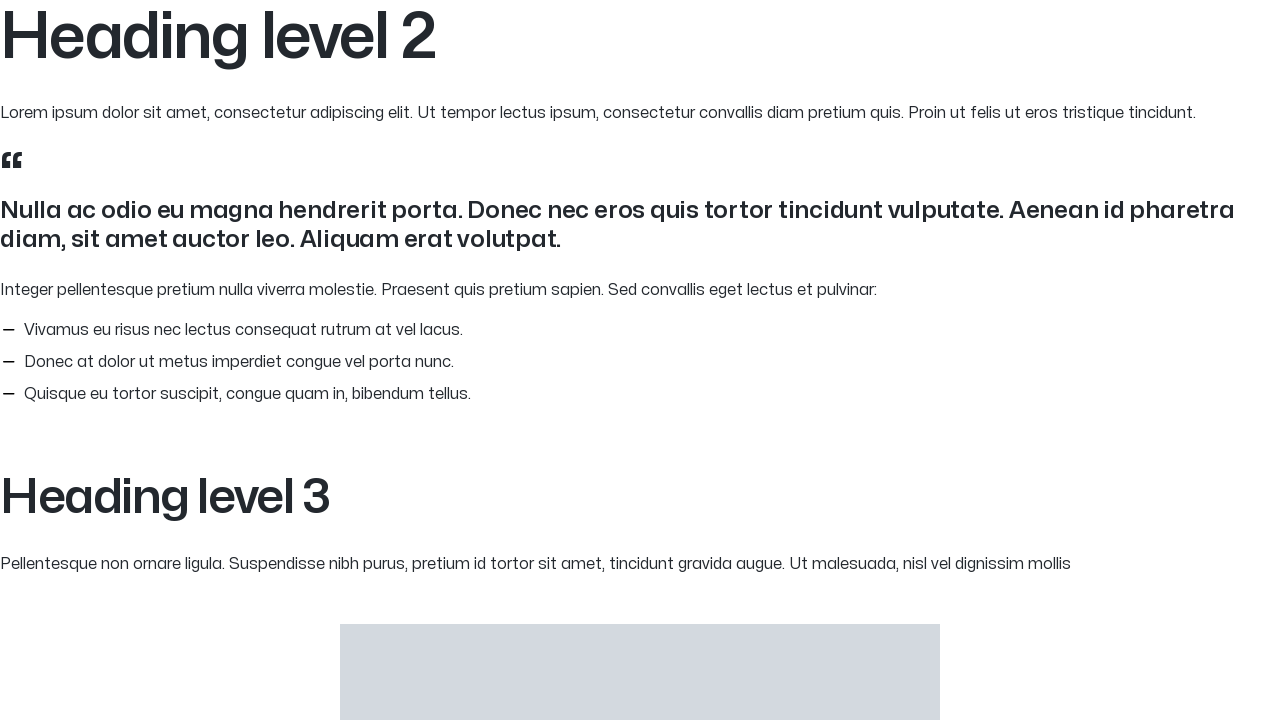 Heading level 2
Lorem ipsum dolor sit amet, consectetur adipiscing elit. Ut tempor lectus ipsum, consectetur convallis diam pretium quis. Proin ut felis ut eros tristique tincidunt.
“
Nulla ac odio eu magna hendrerit porta. Donec nec eros quis tortor tincidunt vulputate. Aenean id pharetra
diam, sit amet auctor leo. Aliquam erat volutpat.
Integer pellentesque pretium nulla viverra molestie. Praesent quis pretium sapien. Sed convallis eget lectus et pulvinar:
— Vivamus eu risus nec lectus consequat rutrum at vel lacus.
— Donec at dolor ut metus imperdiet congue vel porta nunc.
— Quisque eu tortor suscipit, congue quam in, bibendum tellus.
Heading level 3
Pellentesque non ornare ligula. Suspendisse nibh purus, pretium id tortor sit amet, tincidunt gravida augue. Ut malesuada, nisl vel dignissim mollis